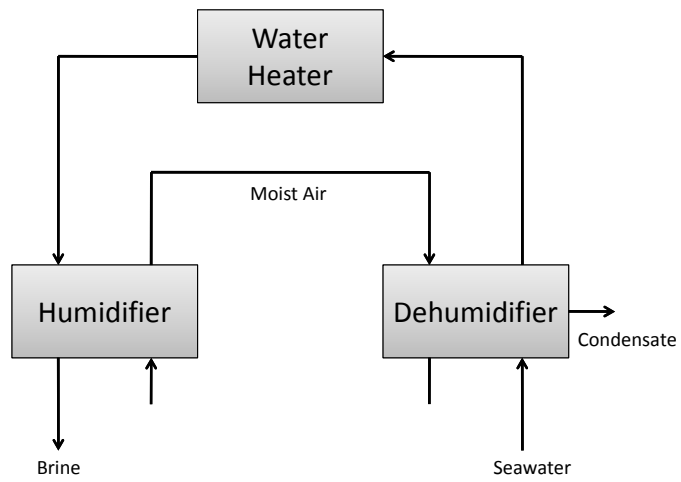 Water
Heater
Moist Air
Humidifier
Dehumidifier
Condensate
Brine
Seawater